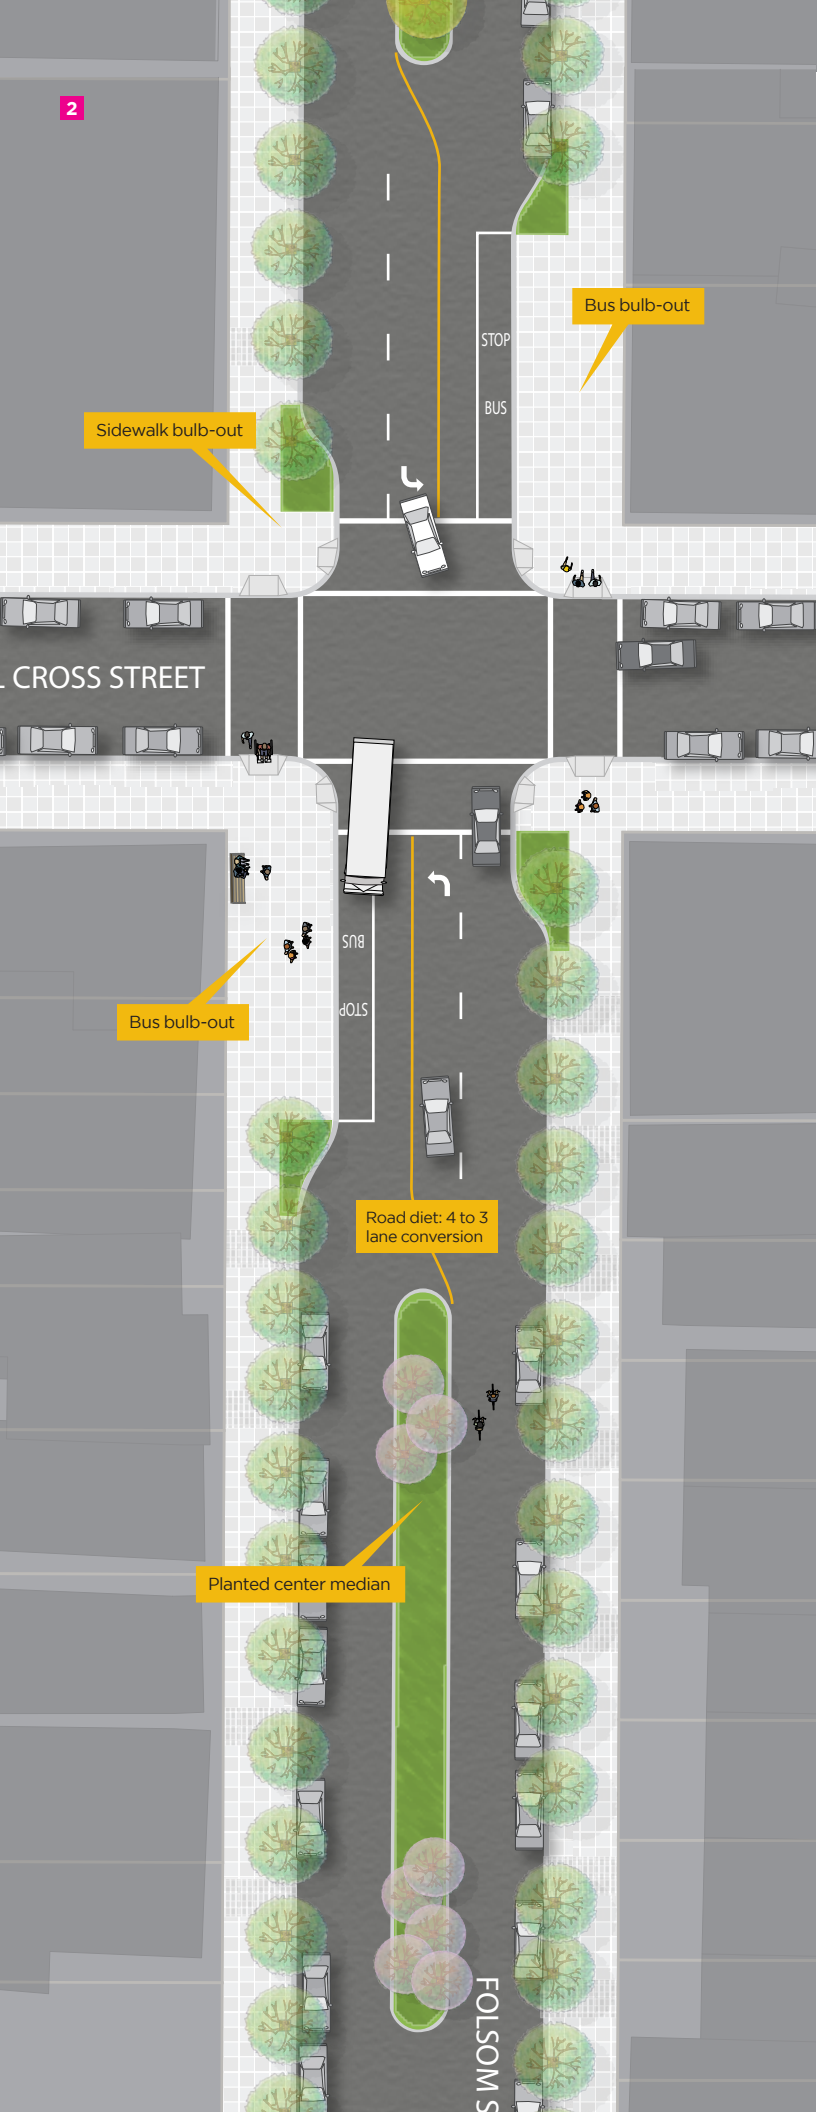 2
Bus bulb-out
STOP
BUS
Sidewalk bulb-out
CROSS STREET
BUS
STOP
Bus bulb-out
Road diet: 4 to 3
lane conversion
Planted center median
FOLSOM S